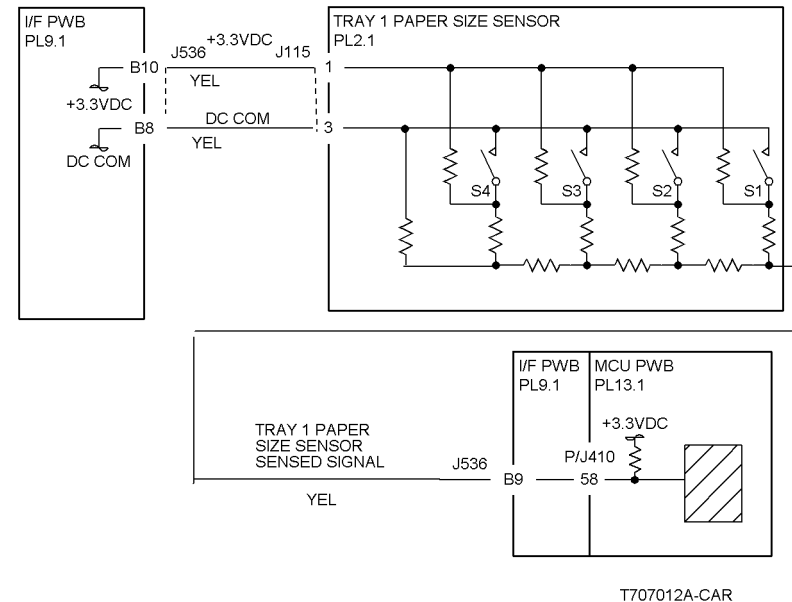 I/F PWB
PL9.1
TRAY 1 PAPER SIZE SENSOR
PL2.1
J536
+3.3VDC
J115
B10
1
YEL
+3.3VDC
B8
DC COM
3
YEL
DC COM
S4
S3
S2
S1
I/F PWB
PL9.1
MCU PWB
PL13.1
+3.3VDC
TRAY 1 PAPER
SIZE SENSOR
SENSED SIGNAL
J536
P/J410
B9
58
YEL
T707012A-CAR